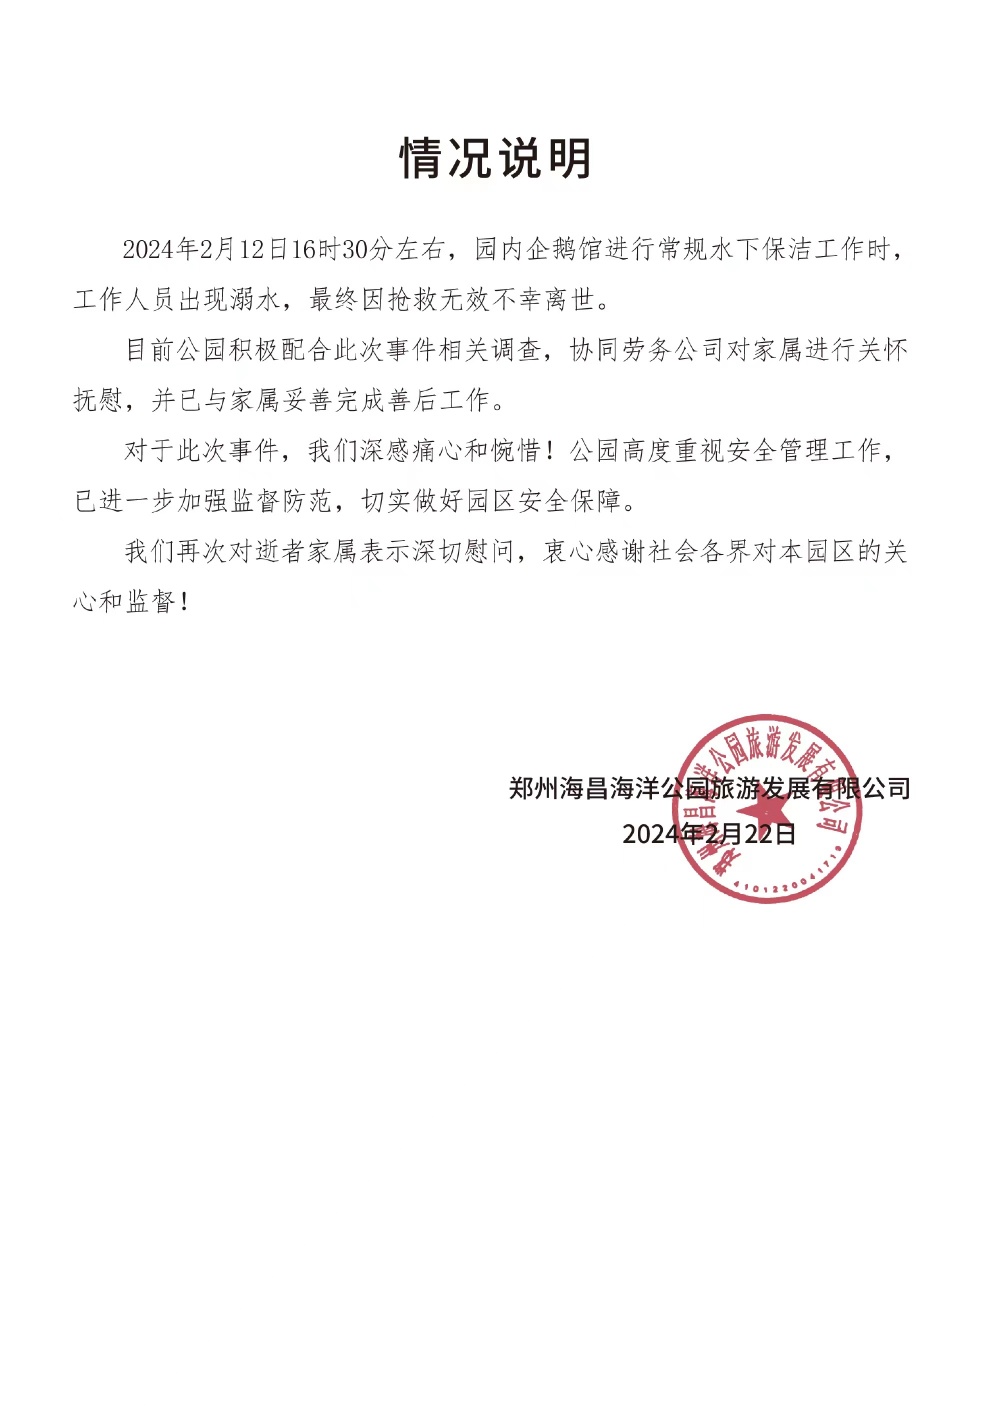 情况说明
2024年2月12日16时30分左右，园内企鹅馆进行常规水下保洁工作时，
工作人员出现溺水，最终因抢救无效不幸离世。
目前公园积极配合此次事件相关调查，协同劳务公司对家属进行关怀
抚慰，并已与家属妥善完成善后工作。
对于此次事件，我们深感痛心和惋惜！公园高度重视安全管理工作，
已进一步加强监督防范，切实做好园区安全保障。
我们再次对逝者家属表示深切慰问，衷心感谢社会各界对本园区的关
心和监督！
郑州海昌海洋公园旅游发展有限公司
2024年2月22日
郑州海昌海洋公园旅游发展有限公司
4101220041719